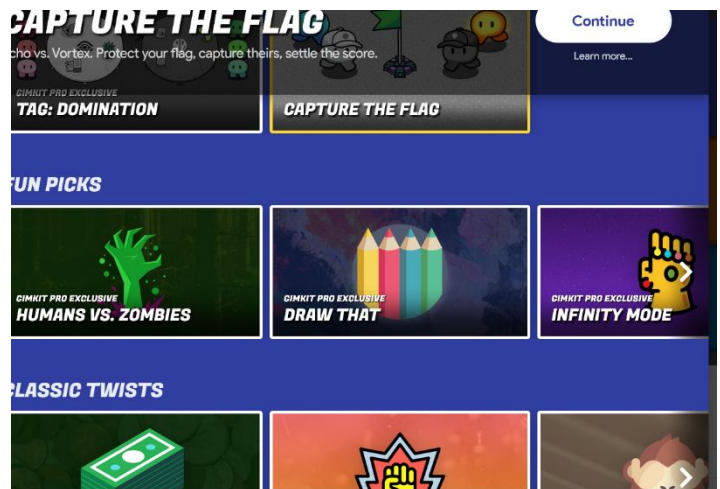 CAPTURE THE FLAG
Continue
cho vs. Vortex. Protect your flag, capture theirs, settle the score.
Learn more...
GIMKIT PRO EXCLUSIVE
TAG: DOMINATION
CAPTURE THE FLAG
FUN PICKS
GIMKIT PRO EXCLUSIVE
HUMANS VS. ZOMBIES
GIMKIT PRO EXCLUSIVE
DRAW THAT
GIMKIT PRO EXCLUSIVE
INFINITY MODE
CLASSIC TWISTS